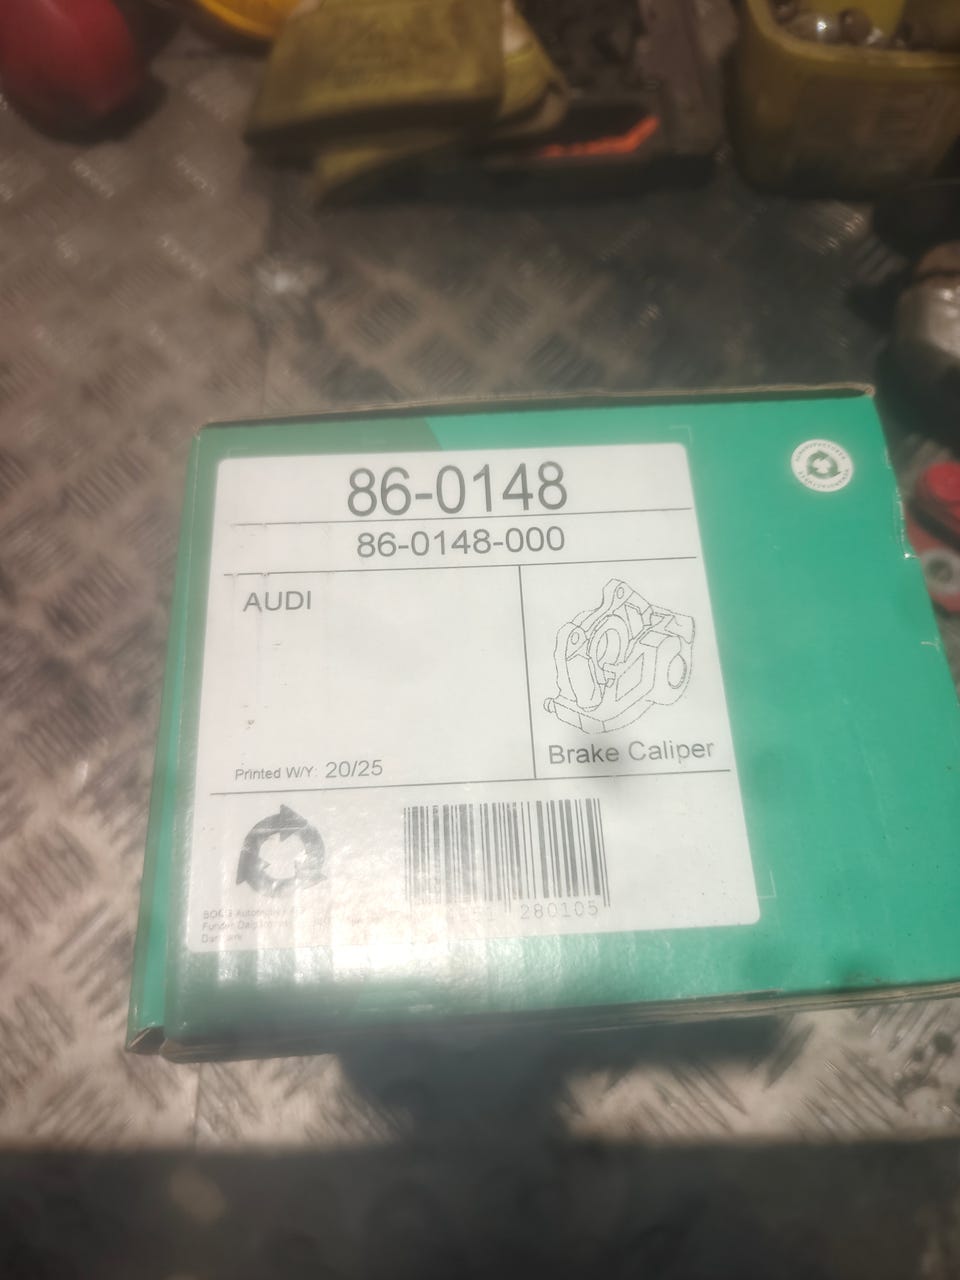 86-0148
86-0148-000
AUDI
Brake Caliper
Printed W/Y: 20/25
280105